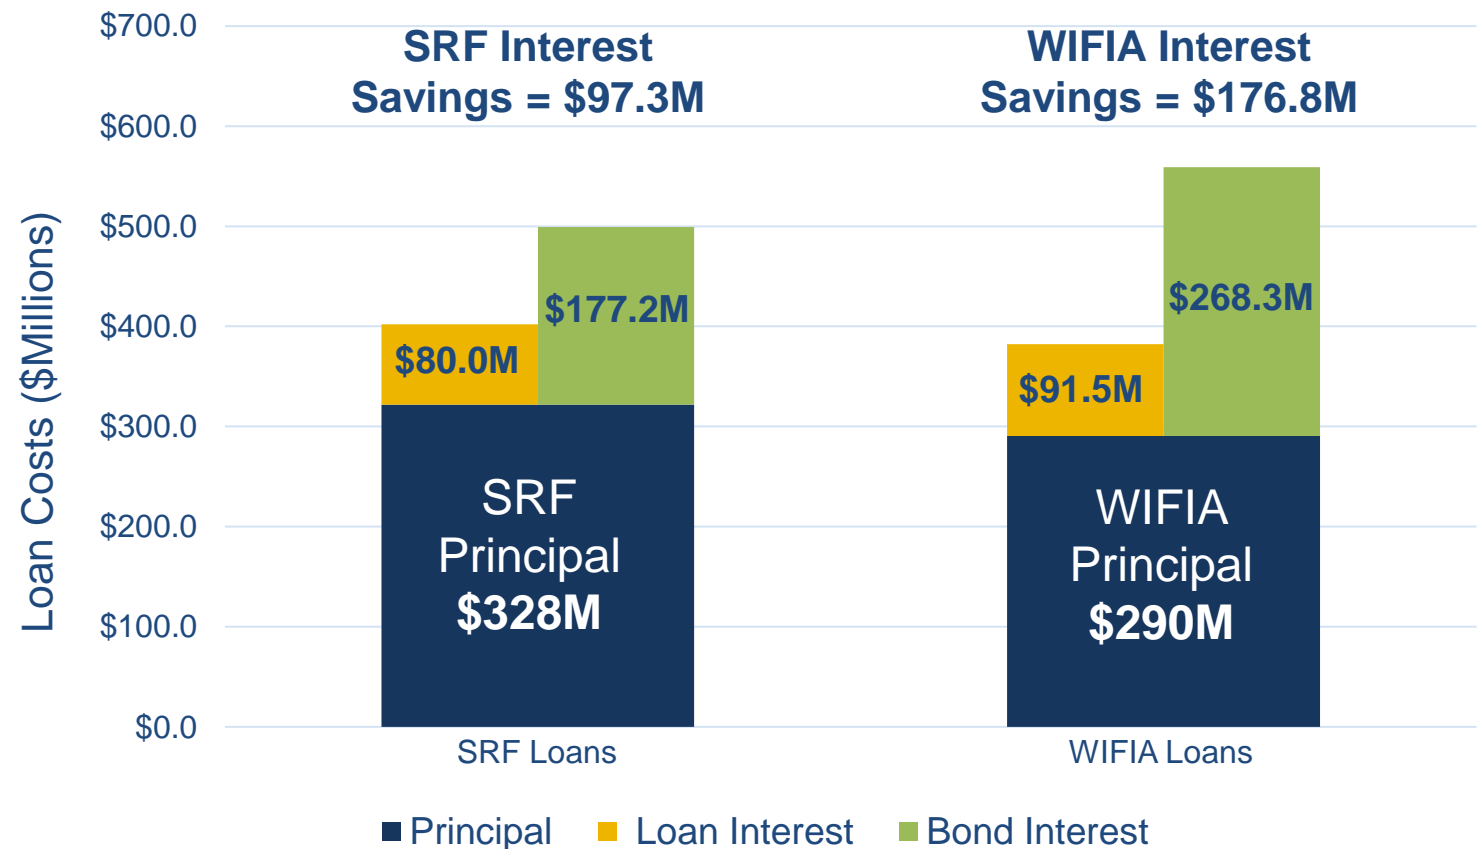 $700.0
$600.0
$500.0
$400.0
$300.0
$200.0
$100.0
$0.0
Loan Costs ($Millions)
SRF Interest
Savings = $97.3M
WIFIA Interest
Savings = $176.8M
$80.0M
$177.2M
SRF
Principal
$328M
$91.5M
$268.3M
WIFIA
Principal
$290M
SRF Loans
WIFIA Loans
Principal
Loan Interest
Bond Interest